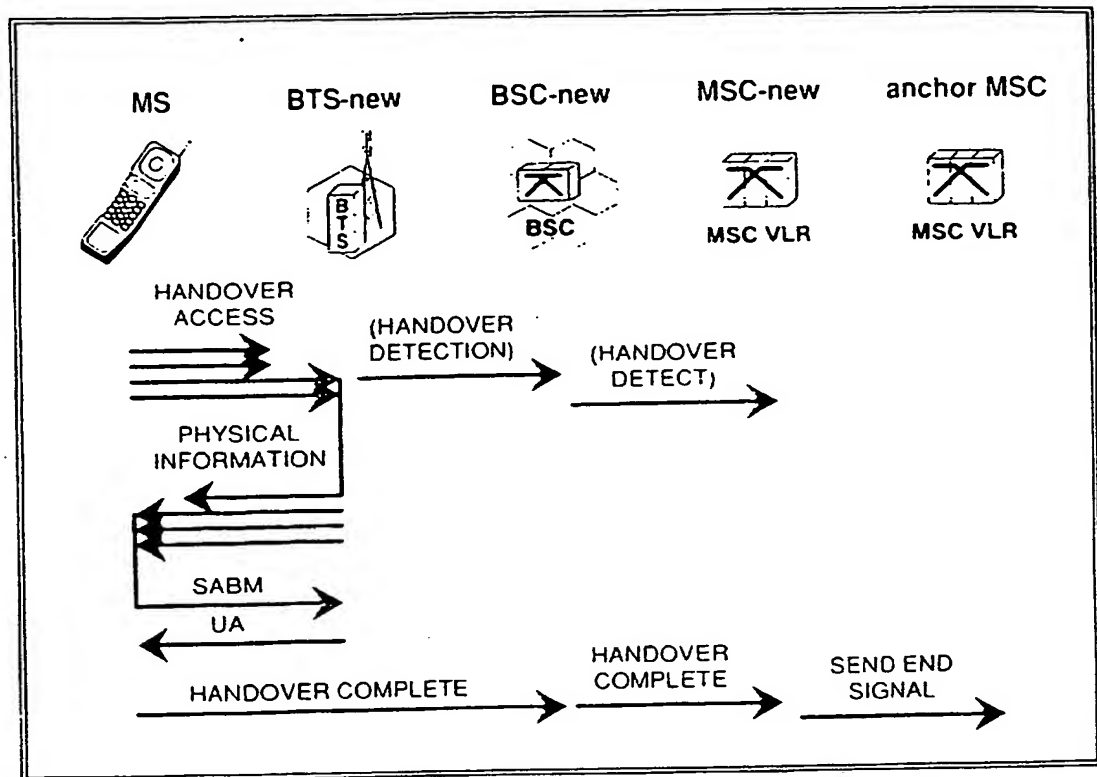 MS BTS-new BSC-new MSC-new anchor MSC
C
B
T
S
BSC
MSC VLR
MSC VLR
HANDOVER
ACCESS
(HANDOVER
DETECTION)
(HANDOVER
DETECT)
PHYSICAL
INFORMATION
SABM
UA
HANDOVER COMPLETE
HANDOVER
COMPLETE
SEND END
SIGNAL